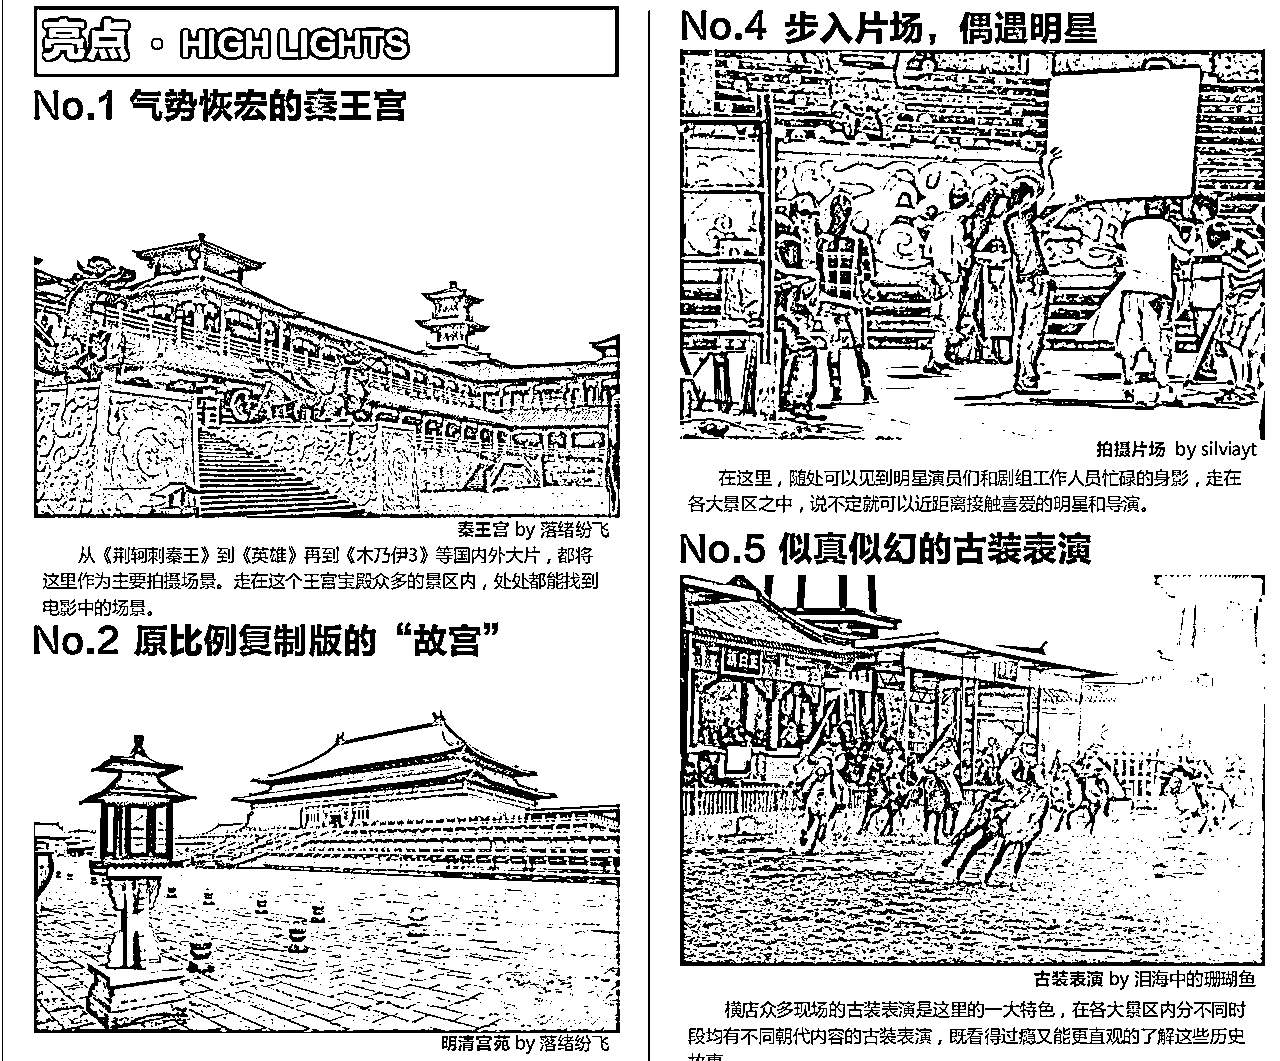 亮点 · HIGHLIGHTS
No.1 气势恢宏的秦王宫
秦王宫 by 落绪纷飞
从《荆轲刺秦王》到《英雄》再到《木乃伊3》等国内外大片，都将
这里作为主要拍摄场景。走在这个王宫宝殿众多的景区内，处处都能找到
电影中的场景。
No.2 原比例复制版的“故宫”
明清宫苑 by 落绪纷飞
No.4 步入片场，偶遇明星
拍摄片场 by silviayt
在这里，随处可以见到明星演员们和剧组工作人员忙碌的身影，走在
各大景区之中，说不定就可以近距离接触喜爱的明星和导演。
No.5 似真似幻的古装表演
古装表演 by 泪海中的珊瑚鱼
横店众多现场的古装表演是这里的一大特色，在各大景区内分不同时
段均有不同朝代内容的古装表演，既看得过瘾又能更直观的了解这些历史